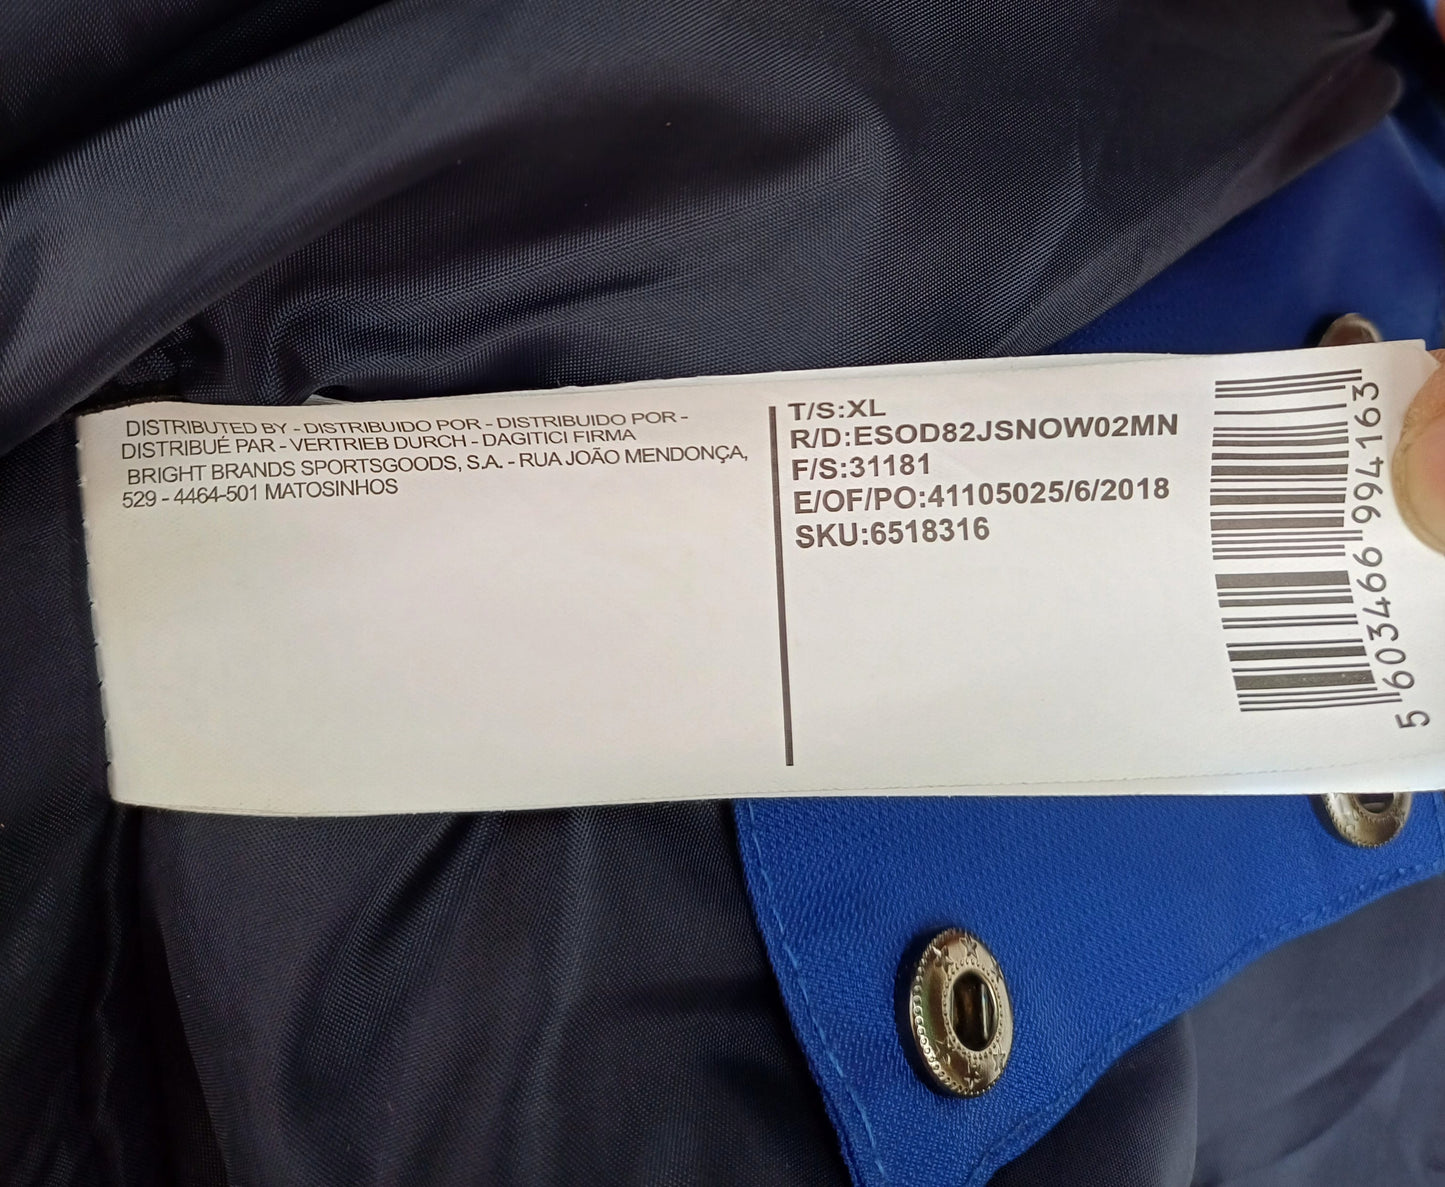 DISTRIBUTED BY - DISTRIBUIDO POR - DISTRIBUIDO POR -
DISTRIBUÉ PAR - VERTRIEB DURCH - DAGITICI FIRMA
BRIGHT BRANDS SPORTSGOODS, S.A. - RUA JOÃO MENDONÇA,
529 - 4464-501 MATOSINHOS
T/S:XL
R/D:ESOD82JSNOW02MN
F/S:31181
E/OF/PO:41105025/6/2018
SKU:6518316
5 603466 994163